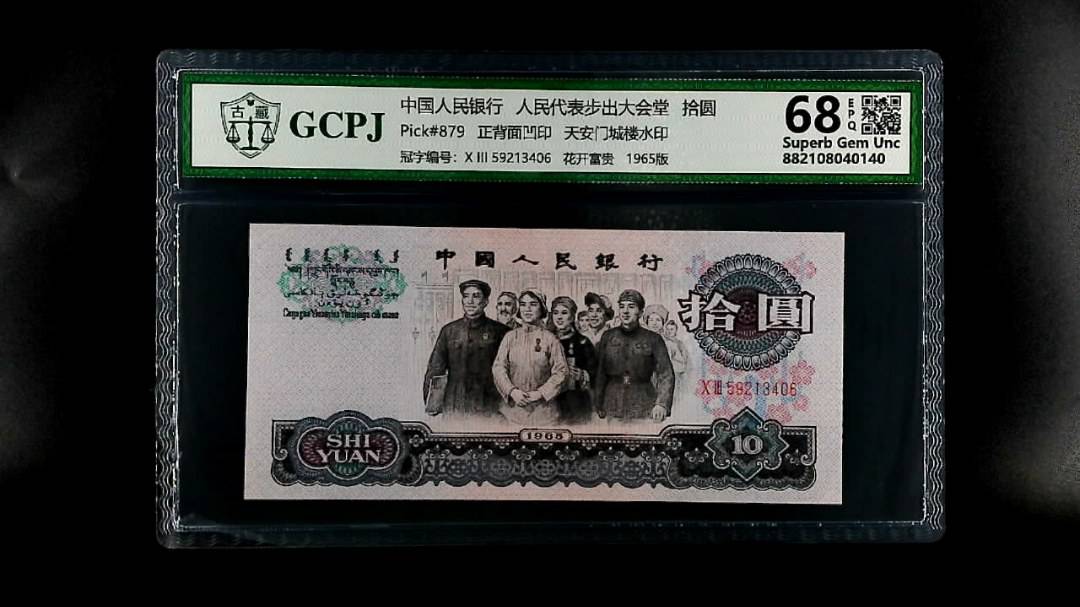 古藏
GCPJ
中国人民银行 人民代表步出大会堂 拾圆
Pick#879 正背面凹印 天安门城楼水印
冠字编号：X III 59213406 花开富贵 1965版
68 EPQ
Superb Gem Unc
882108040140
中國人民銀行
拾圓
X III 59213406
1965
SHI
YUAN
10